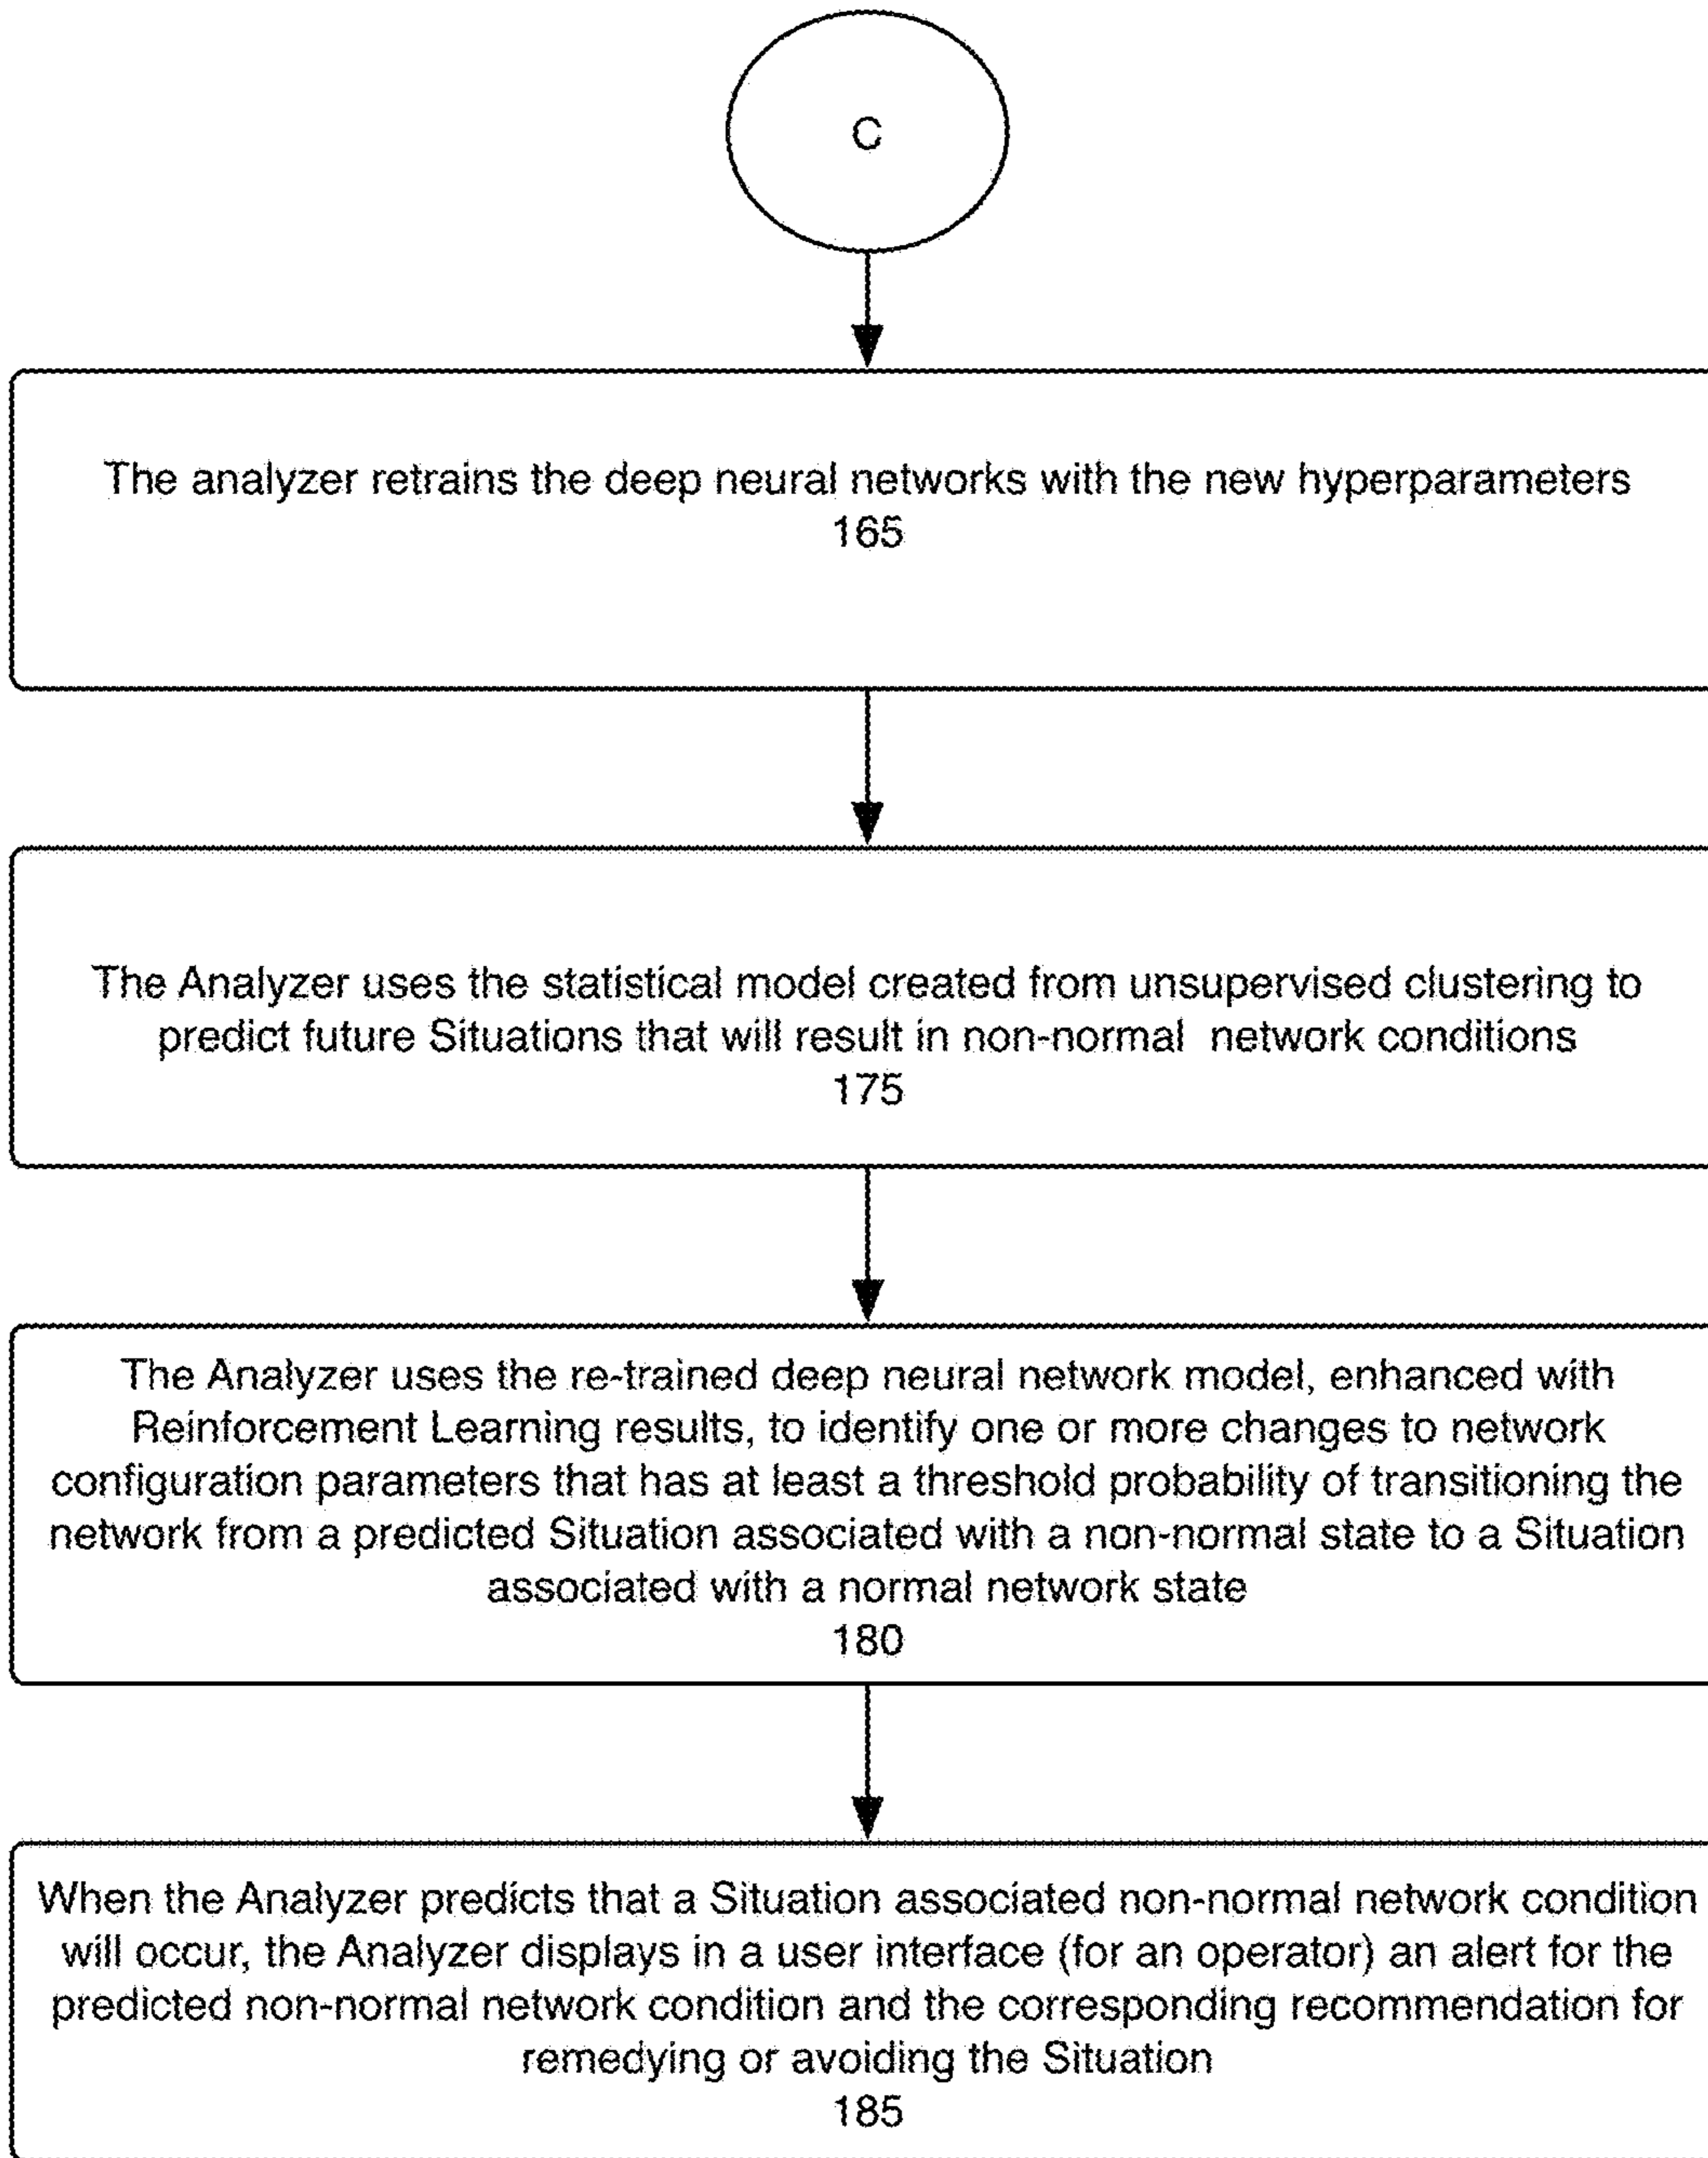 C
The analyzer retrains the deep neural networks with the new hyperparameters
165
The Analyzer uses the statistical model created from unsupervised clustering to
predict future Situations that will result in non-normal network conditions
175
The Analyzer uses the re-trained deep neural network model, enhanced with
Reinforcement Learning results, to identify one or more changes to network
configuration parameters that has at least a threshold probability of transitioning the
network from a predicted Situation associated with a non-normal state to a Situation
associated with a normal network state
180
When the Analyzer predicts that a Situation associated non-normal network condition
will occur, the Analyzer displays in a user interface (for an operator) an alert for the
predicted non-normal network condition and the corresponding recommendation for
remedying or avoiding the Situation
185